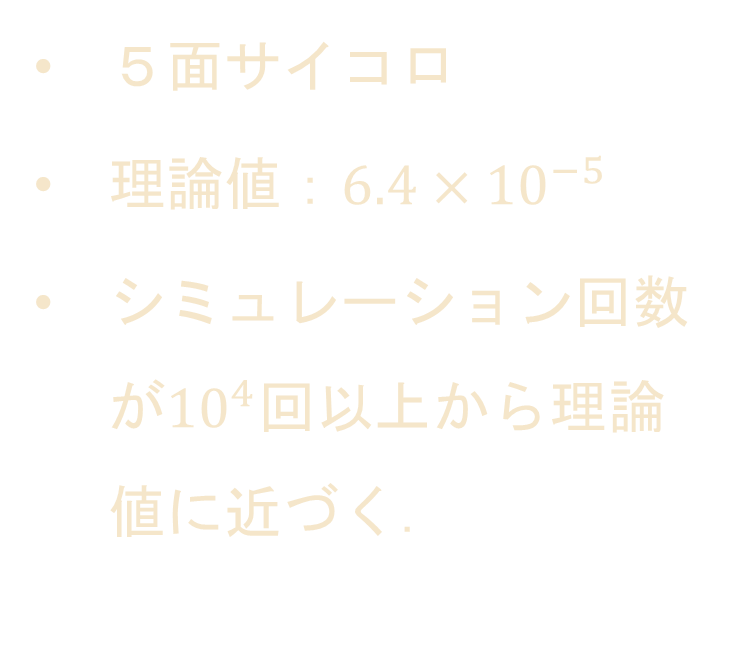 • ５面サイコロ
• 理論値：6.4 × 10⁻⁵
• シミュレーション回数
が10⁴回以上から理論
値に近づく.